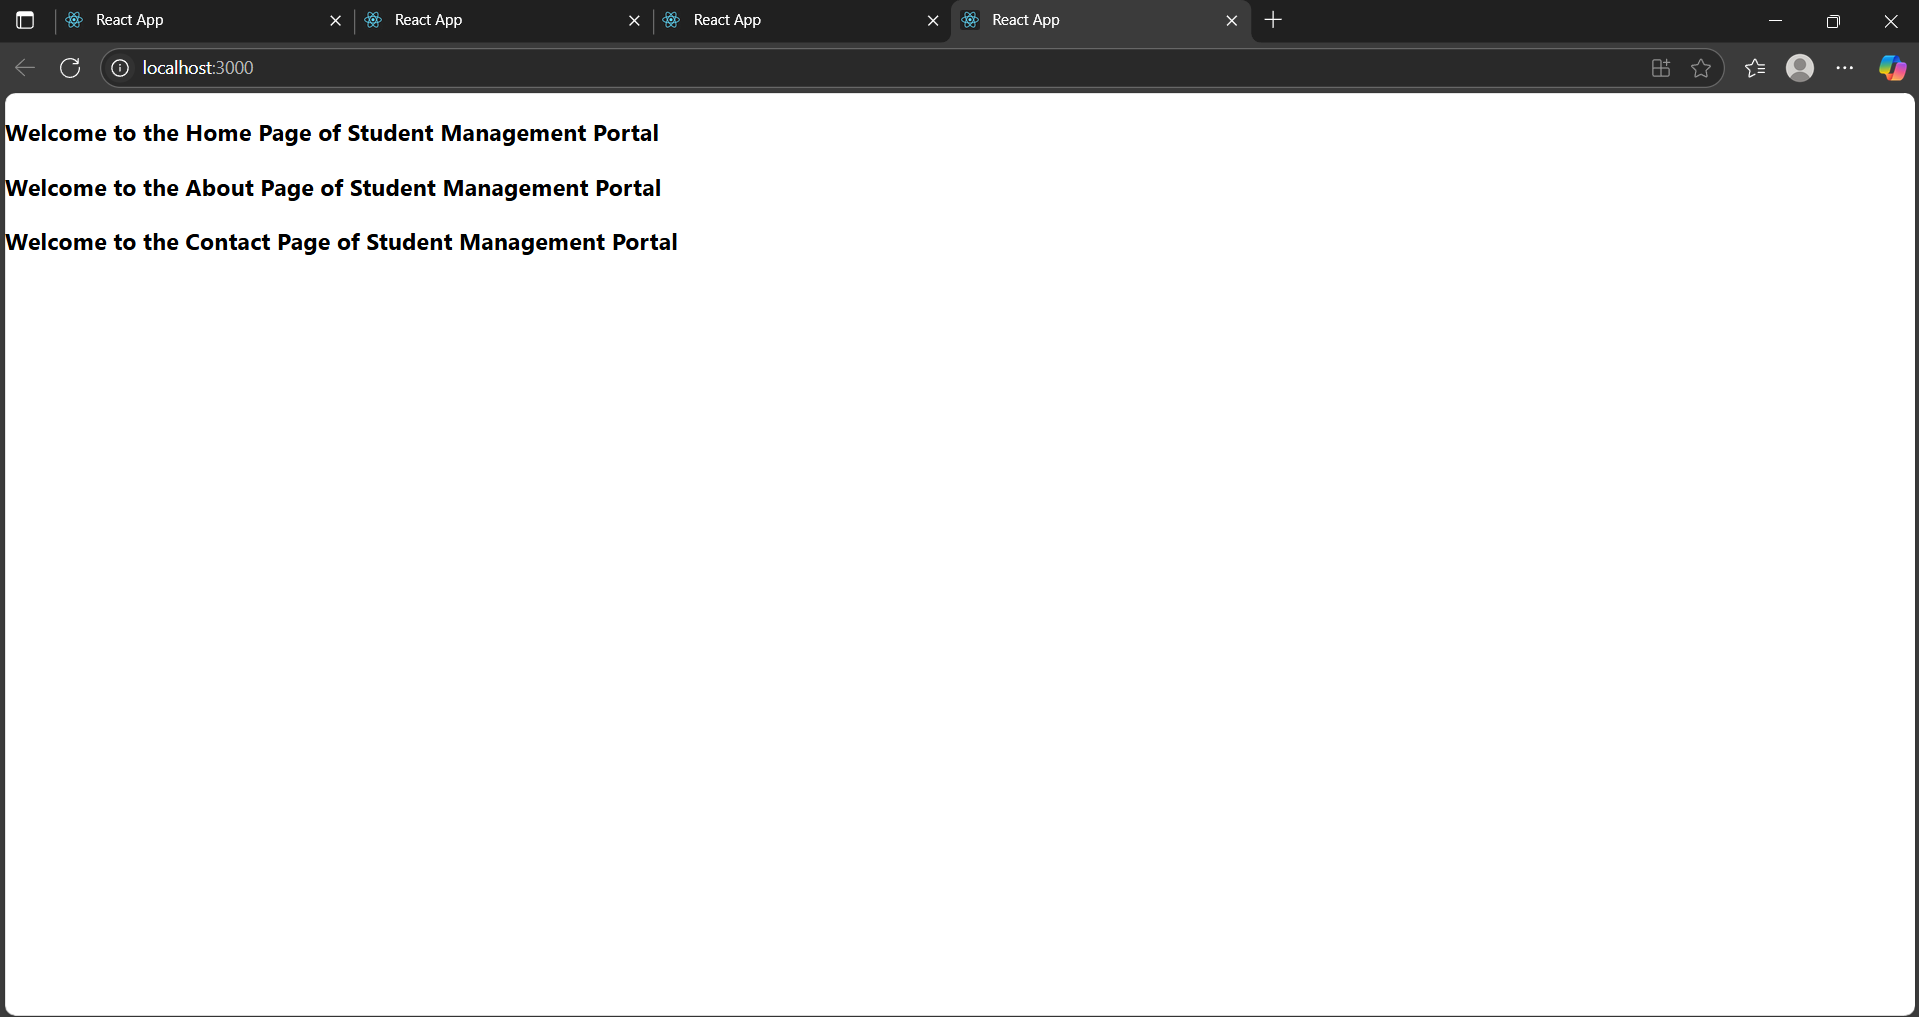 React App
React App
React App
React App
localhost:3000
Welcome to the Home Page of Student Management Portal
Welcome to the About Page of Student Management Portal
Welcome to the Contact Page of Student Management Portal